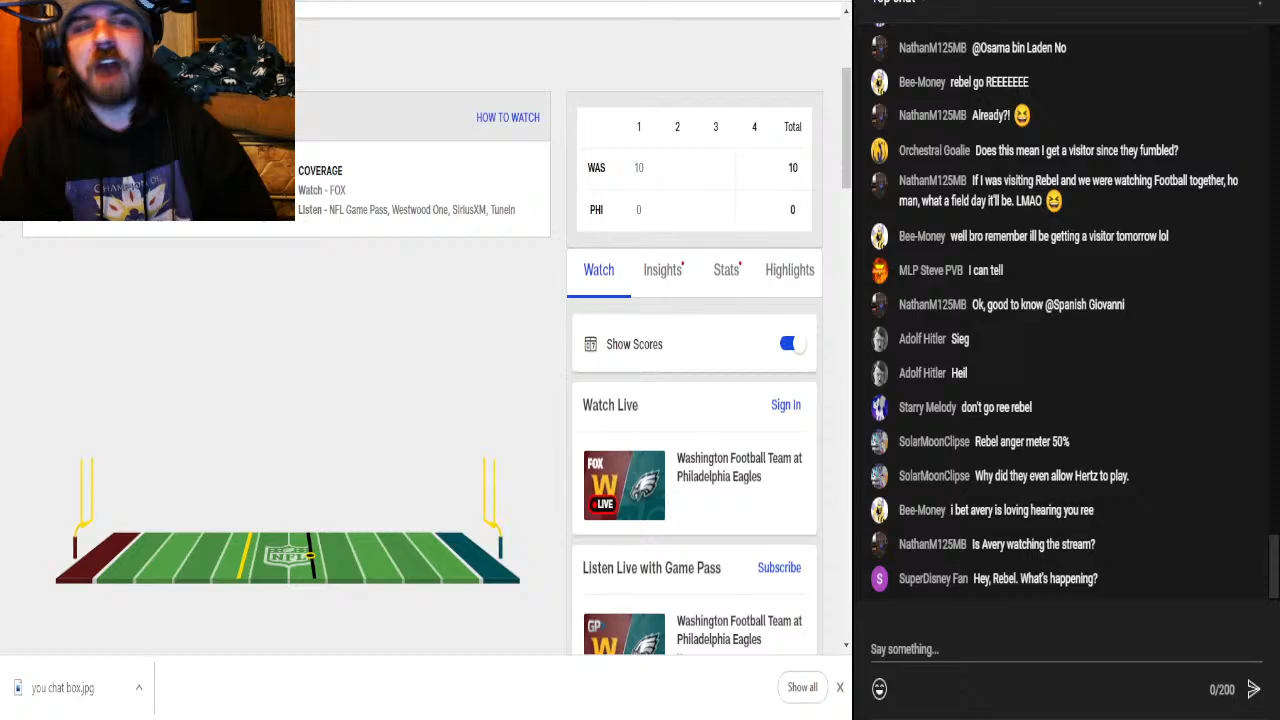 HOW TO WATCH
COVERAGE
Watch - FOX
Listen - NFL Game Pass, Westwood One, SiriusXM, TuneIn
CHAMPION OF
1 2 3 4 Total
WAS 10 10
PHI 0 0
Watch Insights Stats Highlights
Show Scores
Watch Live Sign In
FOX
W
LIVE
Washington Football Team at
Philadelphia Eagles
Listen Live with Game Pass Subscribe
GP
W
Washington Football Team at
Philadelphia Eagles
NFL
you chat box.jpg
Show all X
NathanM125MB @Osama bin Laden No
Bee-Money rebel go REEEEEEE
NathanM125MB Already?!
Orchestral Goalie Does this mean I get a visitor since they fumbled?
NathanM125MB If I was visiting Rebel and we were watching Football together, ho
man, what a field day it'll be. LMAO
Bee-Money well bro remember ill be getting a visitor tomorrow lol
MLP Steve PVB I can tell
NathanM125MB Ok, good to know @Spanish Giovanni
Adolf Hitler Sieg
Adolf Hitler Heil
Starry Melody don't go ree rebel
SolarMoonClipse Rebel anger meter 50%
SolarMoonClipse Why did they even allow Hertz to play.
Bee-Money i bet avery is loving hearing you ree
NathanM125MB Is Avery watching the stream?
S
SuperDisney Fan Hey, Rebel. What's happening?
Say something...
0/200